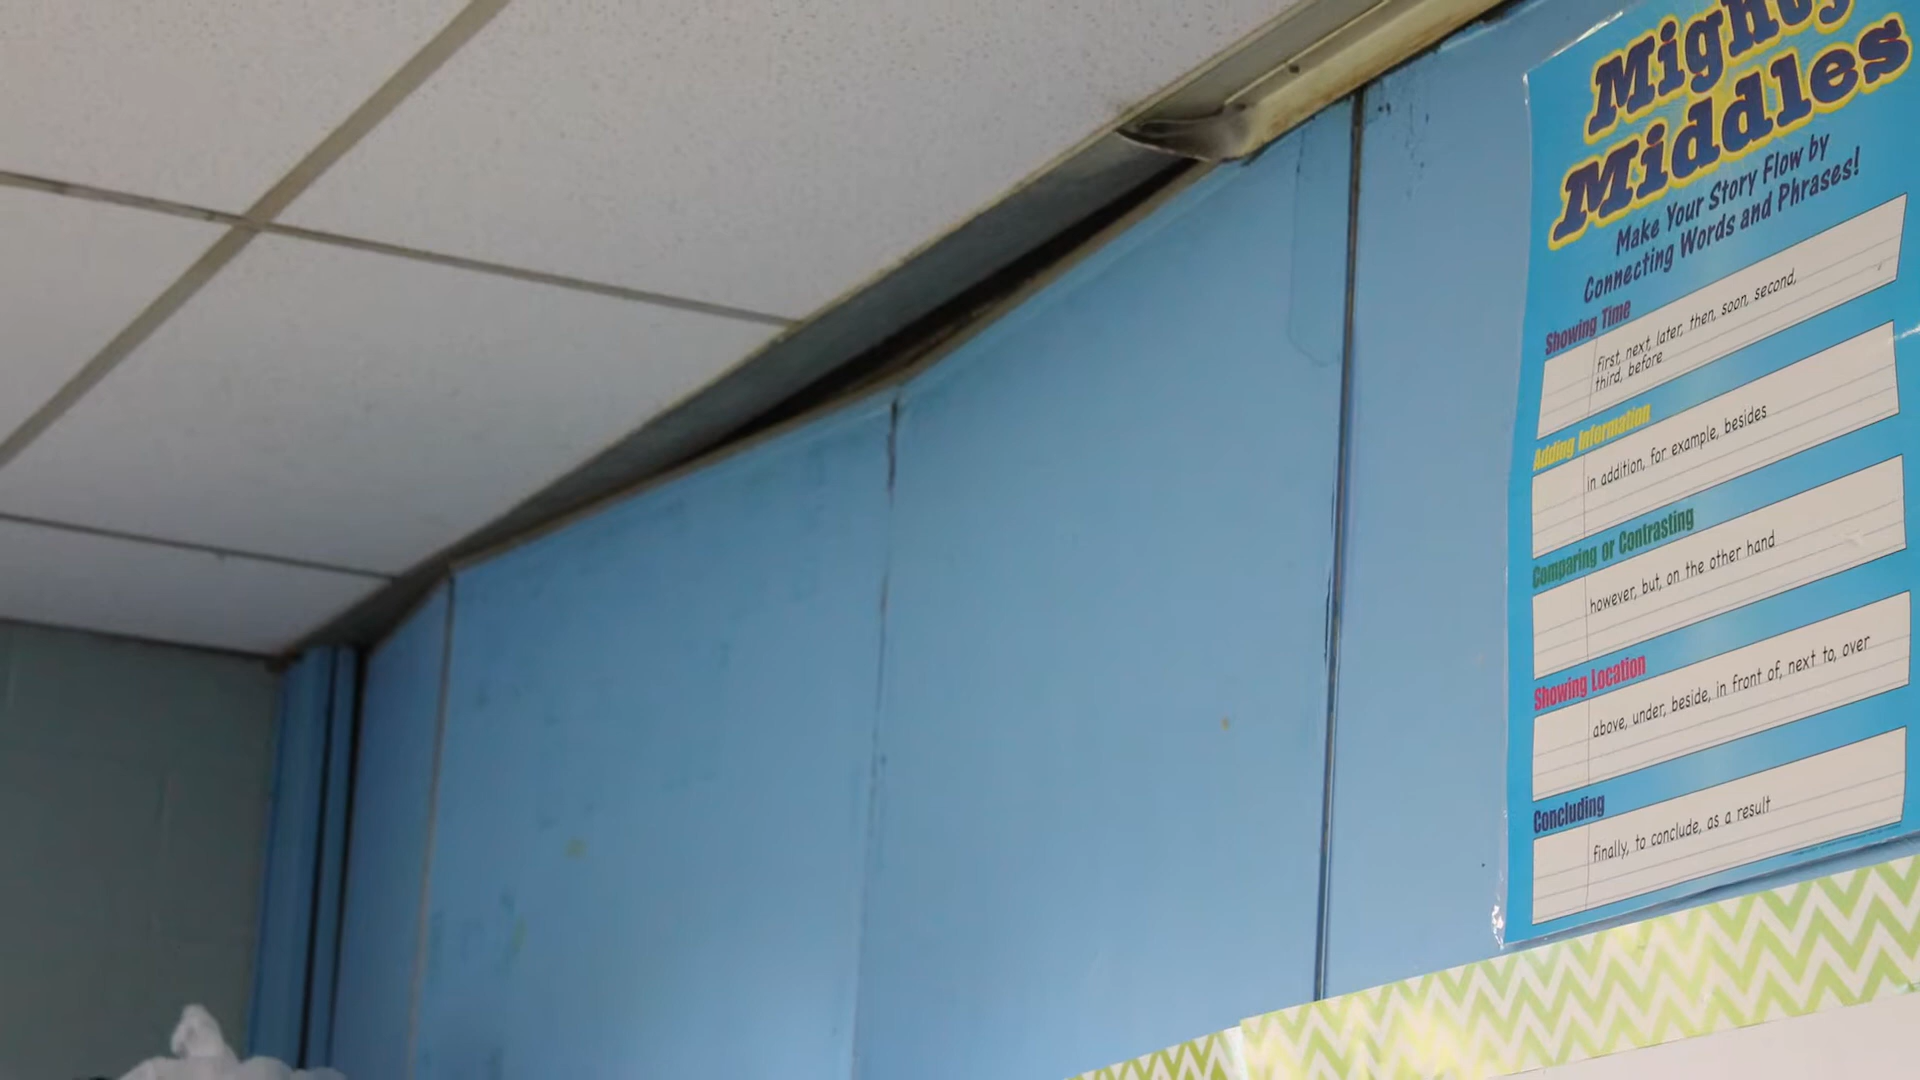 Mighty
Middles
Make Your Story Flow by
Connecting Words and Phrases!
Showing Time
first, next, later, then, soon, second,
third, before
Adding Information
in addition, for example, besides
Comparing or Contrasting
however, but, on the other hand
Showing Location
above, under, beside, in front of, next to, over
Concluding
finally, to conclude, as a result